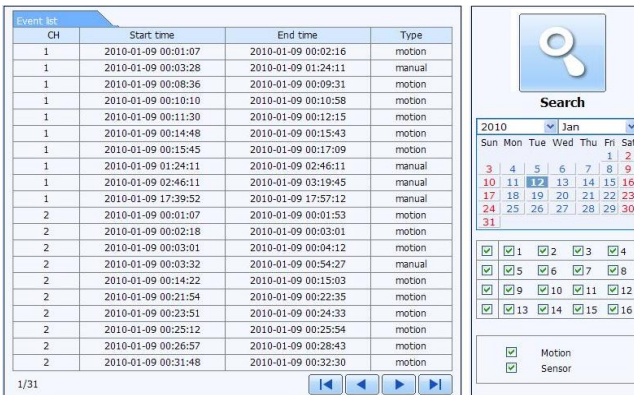 Event list
CH Start time End time Type
1 2010-01-09 00:01:07 2010-01-09 00:02:16 motion
1 2010-01-09 00:03:28 2010-01-09 01:24:11 manual
1 2010-01-09 00:08:36 2010-01-09 00:09:31 motion
1 2010-01-09 00:10:10 2010-01-09 00:10:58 motion
1 2010-01-09 00:11:30 2010-01-09 00:12:15 motion
1 2010-01-09 00:14:48 2010-01-09 00:15:43 motion
1 2010-01-09 00:15:45 2010-01-09 00:17:09 motion
1 2010-01-09 01:24:11 2010-01-09 02:46:11 manual
1 2010-01-09 02:46:11 2010-01-09 03:19:45 manual
1 2010-01-09 17:39:52 2010-01-09 17:57:12 manual
2 2010-01-09 00:01:07 2010-01-09 00:01:53 motion
2 2010-01-09 00:02:18 2010-01-09 00:03:01 motion
2 2010-01-09 00:03:01 2010-01-09 00:04:12 motion
2 2010-01-09 00:03:32 2010-01-09 00:54:27 manual
2 2010-01-09 00:14:22 2010-01-09 00:15:03 motion
2 2010-01-09 00:21:54 2010-01-09 00:22:35 motion
2 2010-01-09 00:23:51 2010-01-09 00:24:33 motion
2 2010-01-09 00:25:12 2010-01-09 00:25:54 motion
2 2010-01-09 00:26:57 2010-01-09 00:28:43 motion
2 2010-01-09 00:31:48 2010-01-09 00:32:30 motion
1/31
Search
2010 Jan
Sun Mon Tue Wed Thu Fri Sat
1 2
3 4 5 6 7 8 9
10 11 12 13 14 15 16
17 18 19 20 21 22 23
24 25 26 27 28 29 30
31
1 2 3 4
5 6 7 8
9 10 11 12
13 14 15 16
Motion
Sensor